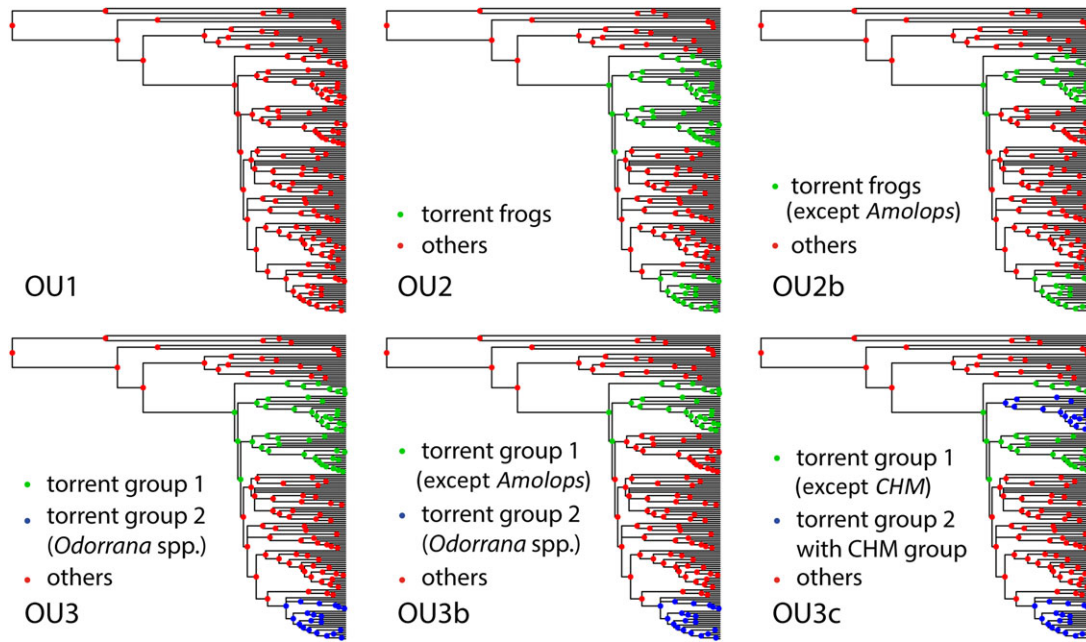 OU1
torrent frogs
others
OU2
torrent frogs
(except Amolops)
others
OU2b
torrent group 1
torrent group 2
(Odorrana spp.)
others
OU3
torrent group 1
(except Amolops)
torrent group 2
(Odorrana spp.)
others
OU3b
torrent group 1
(except CHM)
torrent group 2
with CHM group
others
OU3c